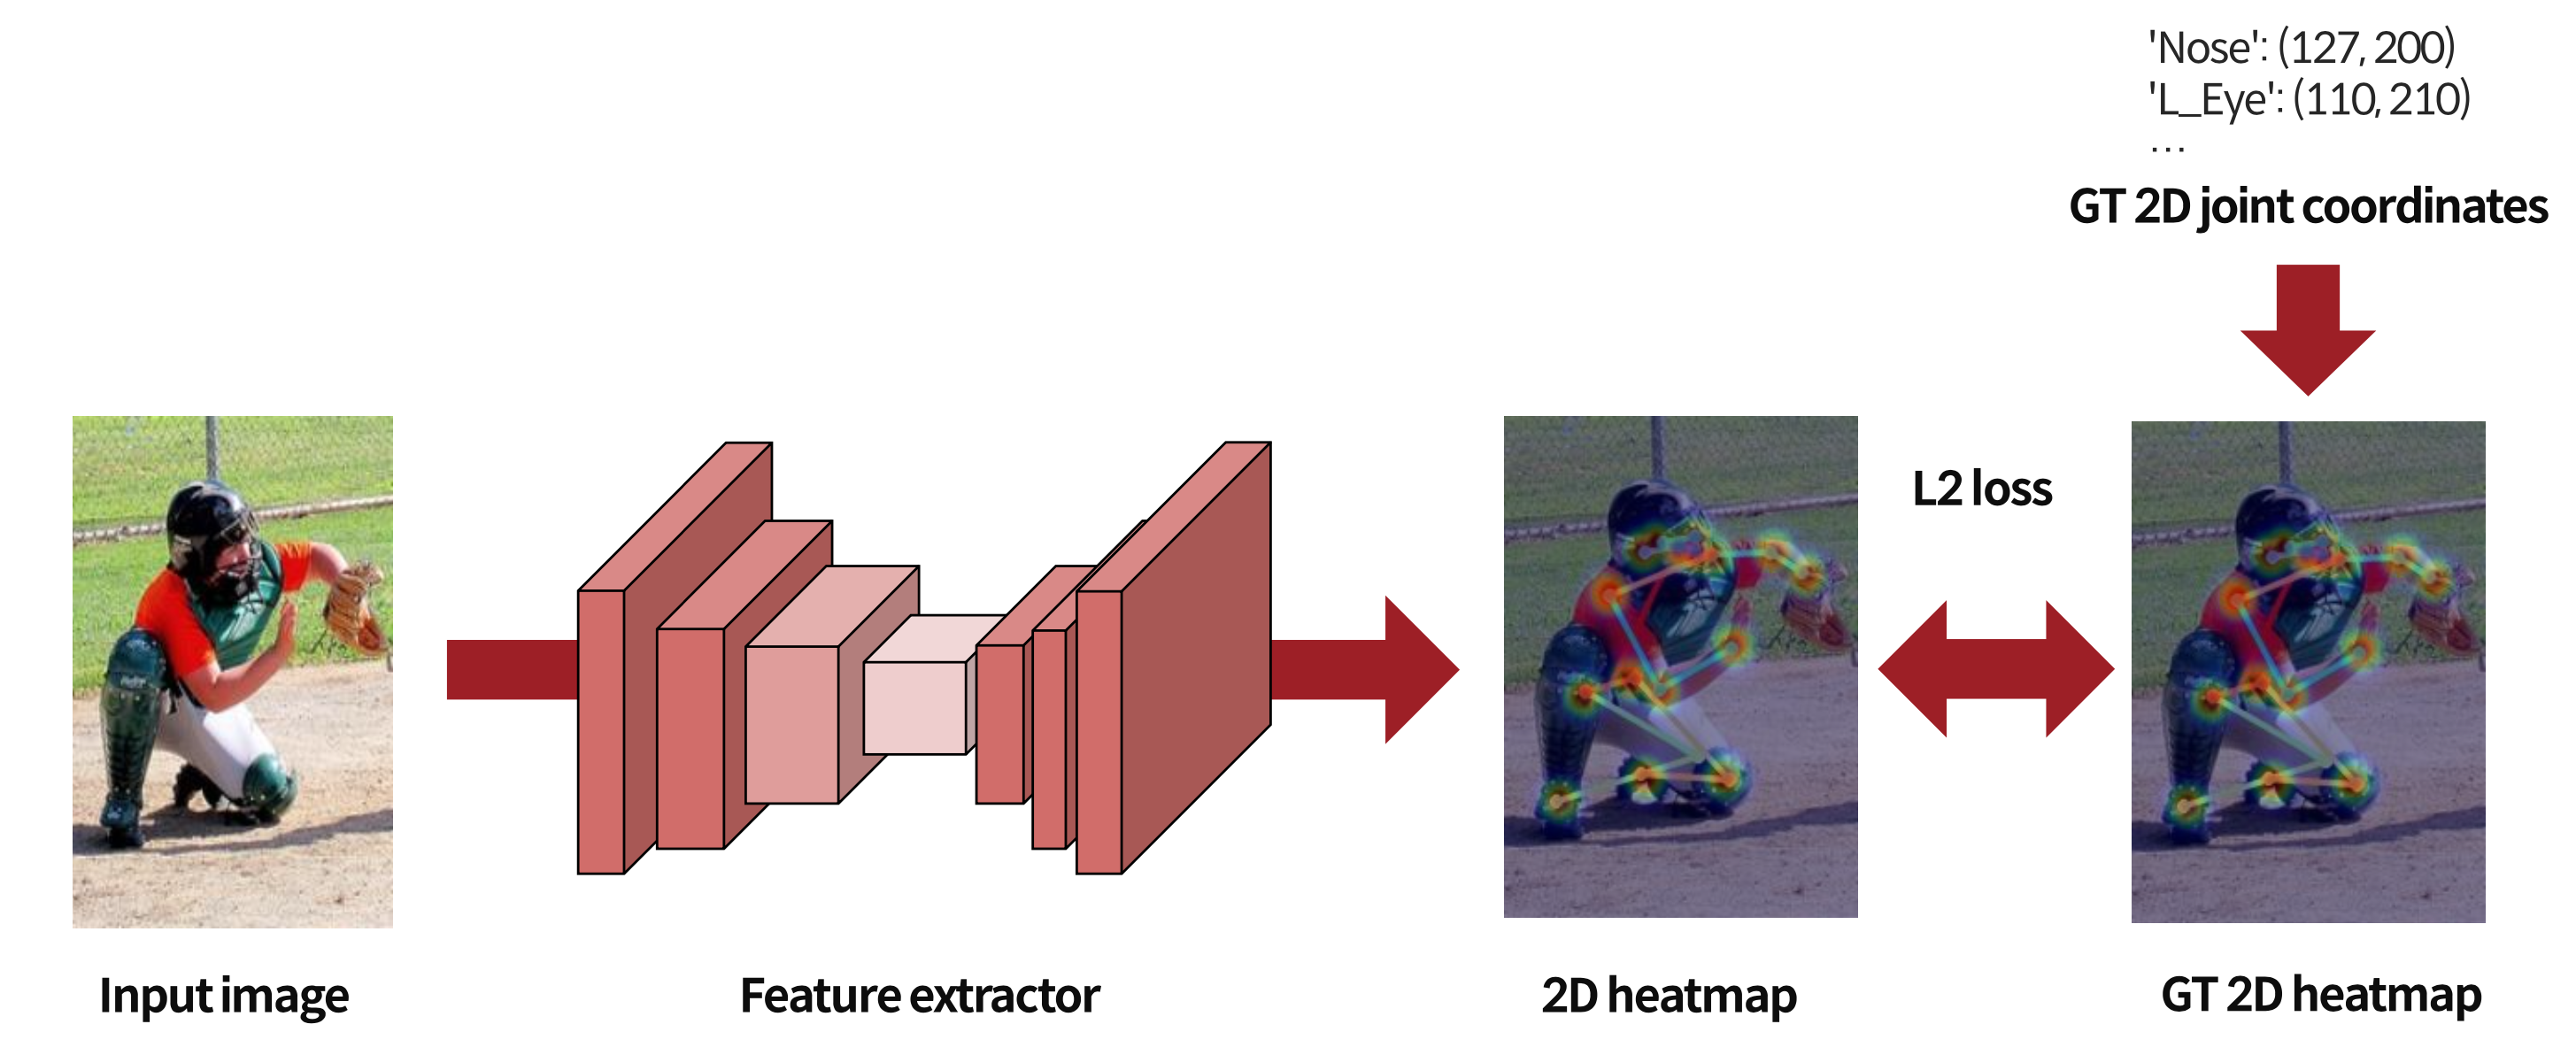 'Nose': (127, 200)
'L_Eye': (110, 210)
...
GT 2D joint coordinates
L2 loss
Input image
Feature extractor
2D heatmap
GT 2D heatmap